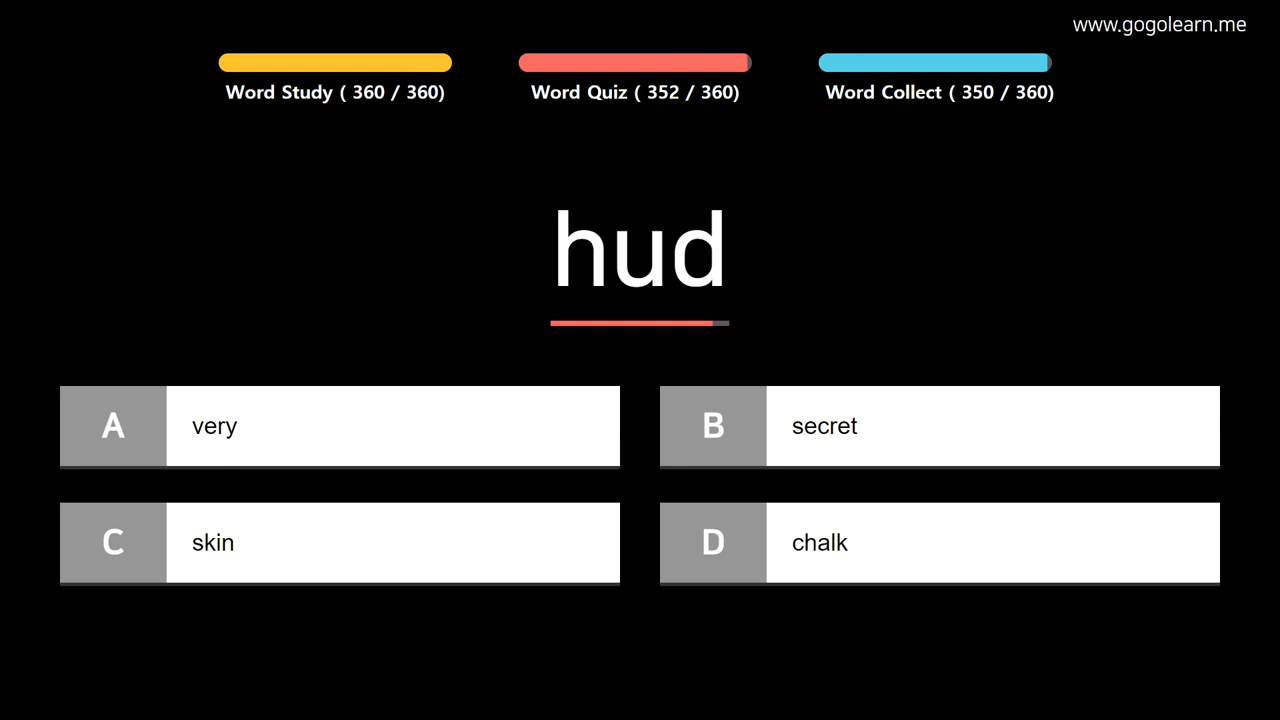 www.gogolearn.me
Word Study ( 360 / 360)
Word Quiz ( 352 / 360)
Word Collect ( 350 / 360)
hud
A very
B secret
C skin
D chalk